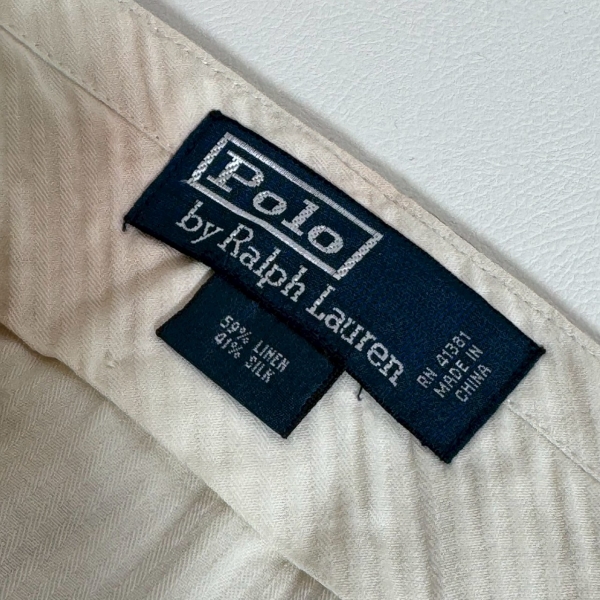 Polo
by Ralph Lauren
RN 41381
MADE IN
CHINA
59% LINEN
41% SILK